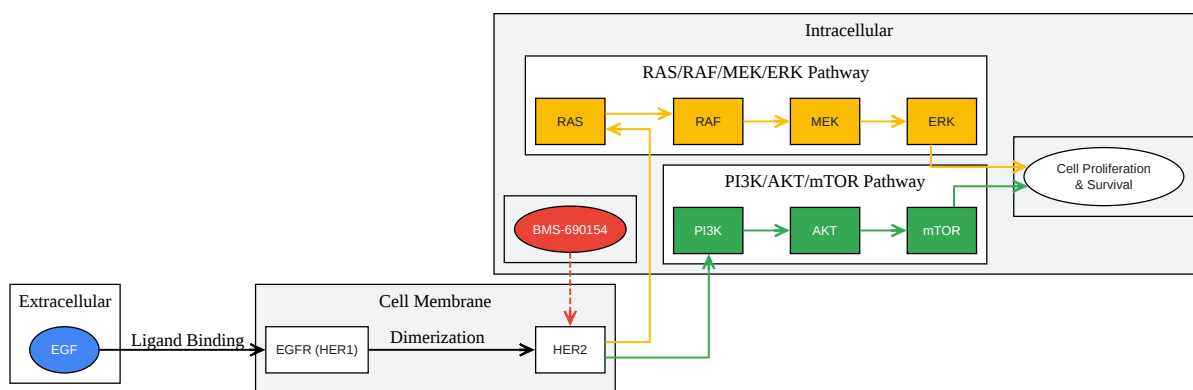 Intracellular
RAS/RAF/MEK/ERK Pathway
RAS
RAF
MEK
ERK
Cell Proliferation
& Survival
PI3K/AKT/mTOR Pathway
BMS-690154
PI3K
AKT
mTOR
Extracellular
Cell Membrane
EGF
Ligand Binding
EGFR (HER1)
Dimerization
HER2